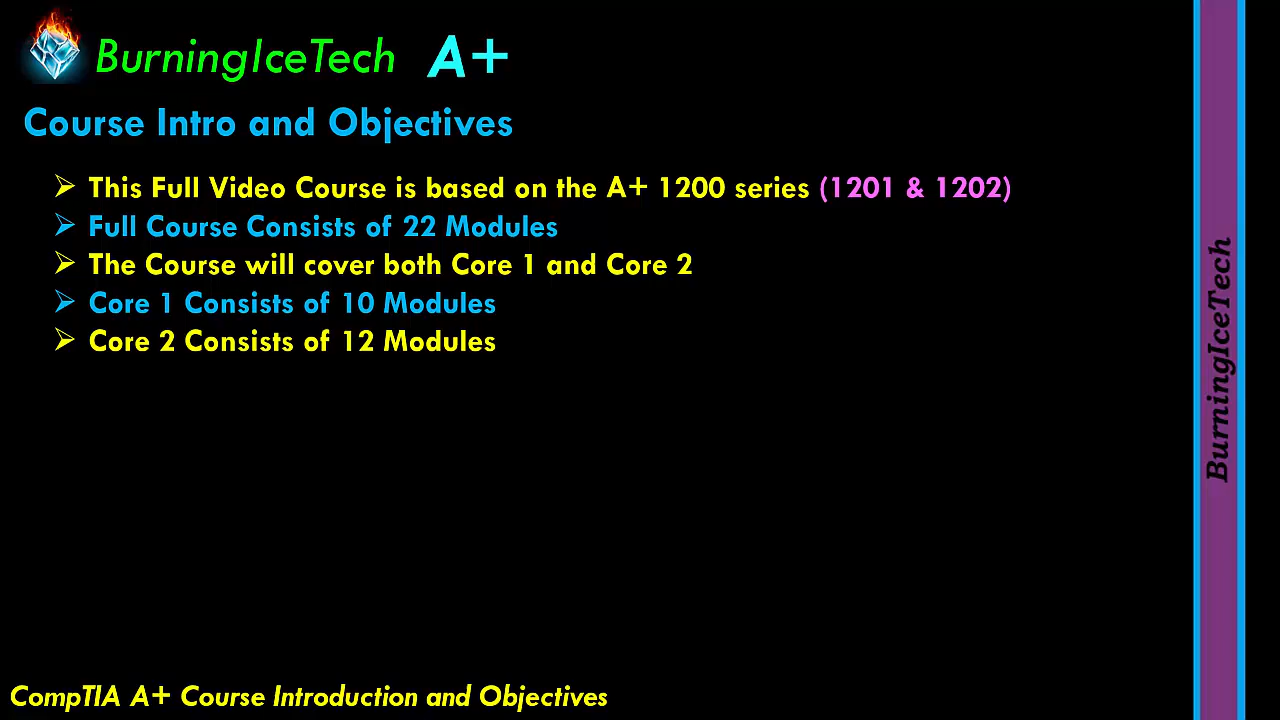 BurningIceTech A+
Course Intro and Objectives
This Full Video Course is based on the A+ 1200 series (1201 & 1202)
Full Course Consists of 22 Modules
The Course will cover both Core 1 and Core 2
Core 1 Consists of 10 Modules
Core 2 Consists of 12 Modules
BurningIceTech
CompTIA A+ Course Introduction and Objectives